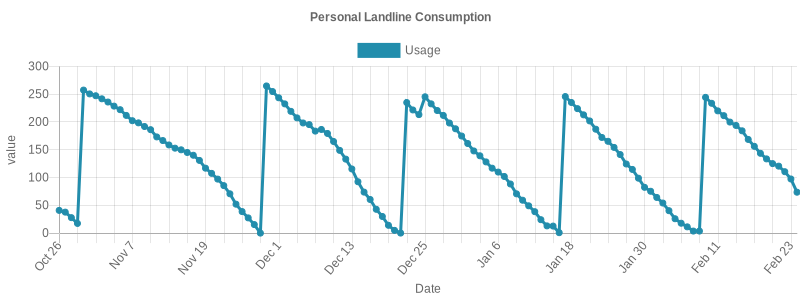 Personal Landline Consumption
Usage
300
250
200
150
100
50
0
value
Oct 26
Nov 7
Nov 19
Dec 1
Dec 13
Dec 25
Jan 6
Jan 18
Jan 30
Feb 11
Feb 23
Date